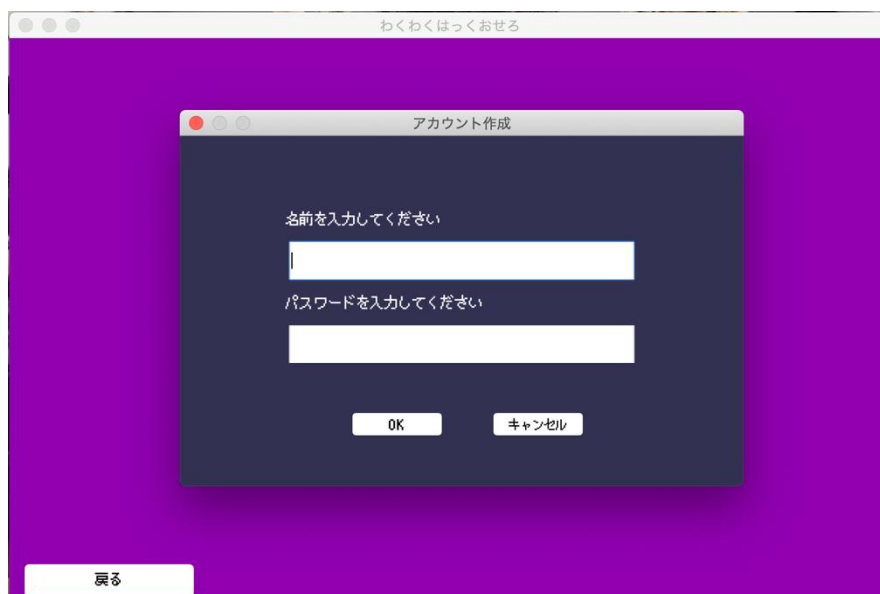 わくわくはっくおせろ
アカウント作成
名前を入力してください
パスワードを入力してください
OK
キャンセル
戻る